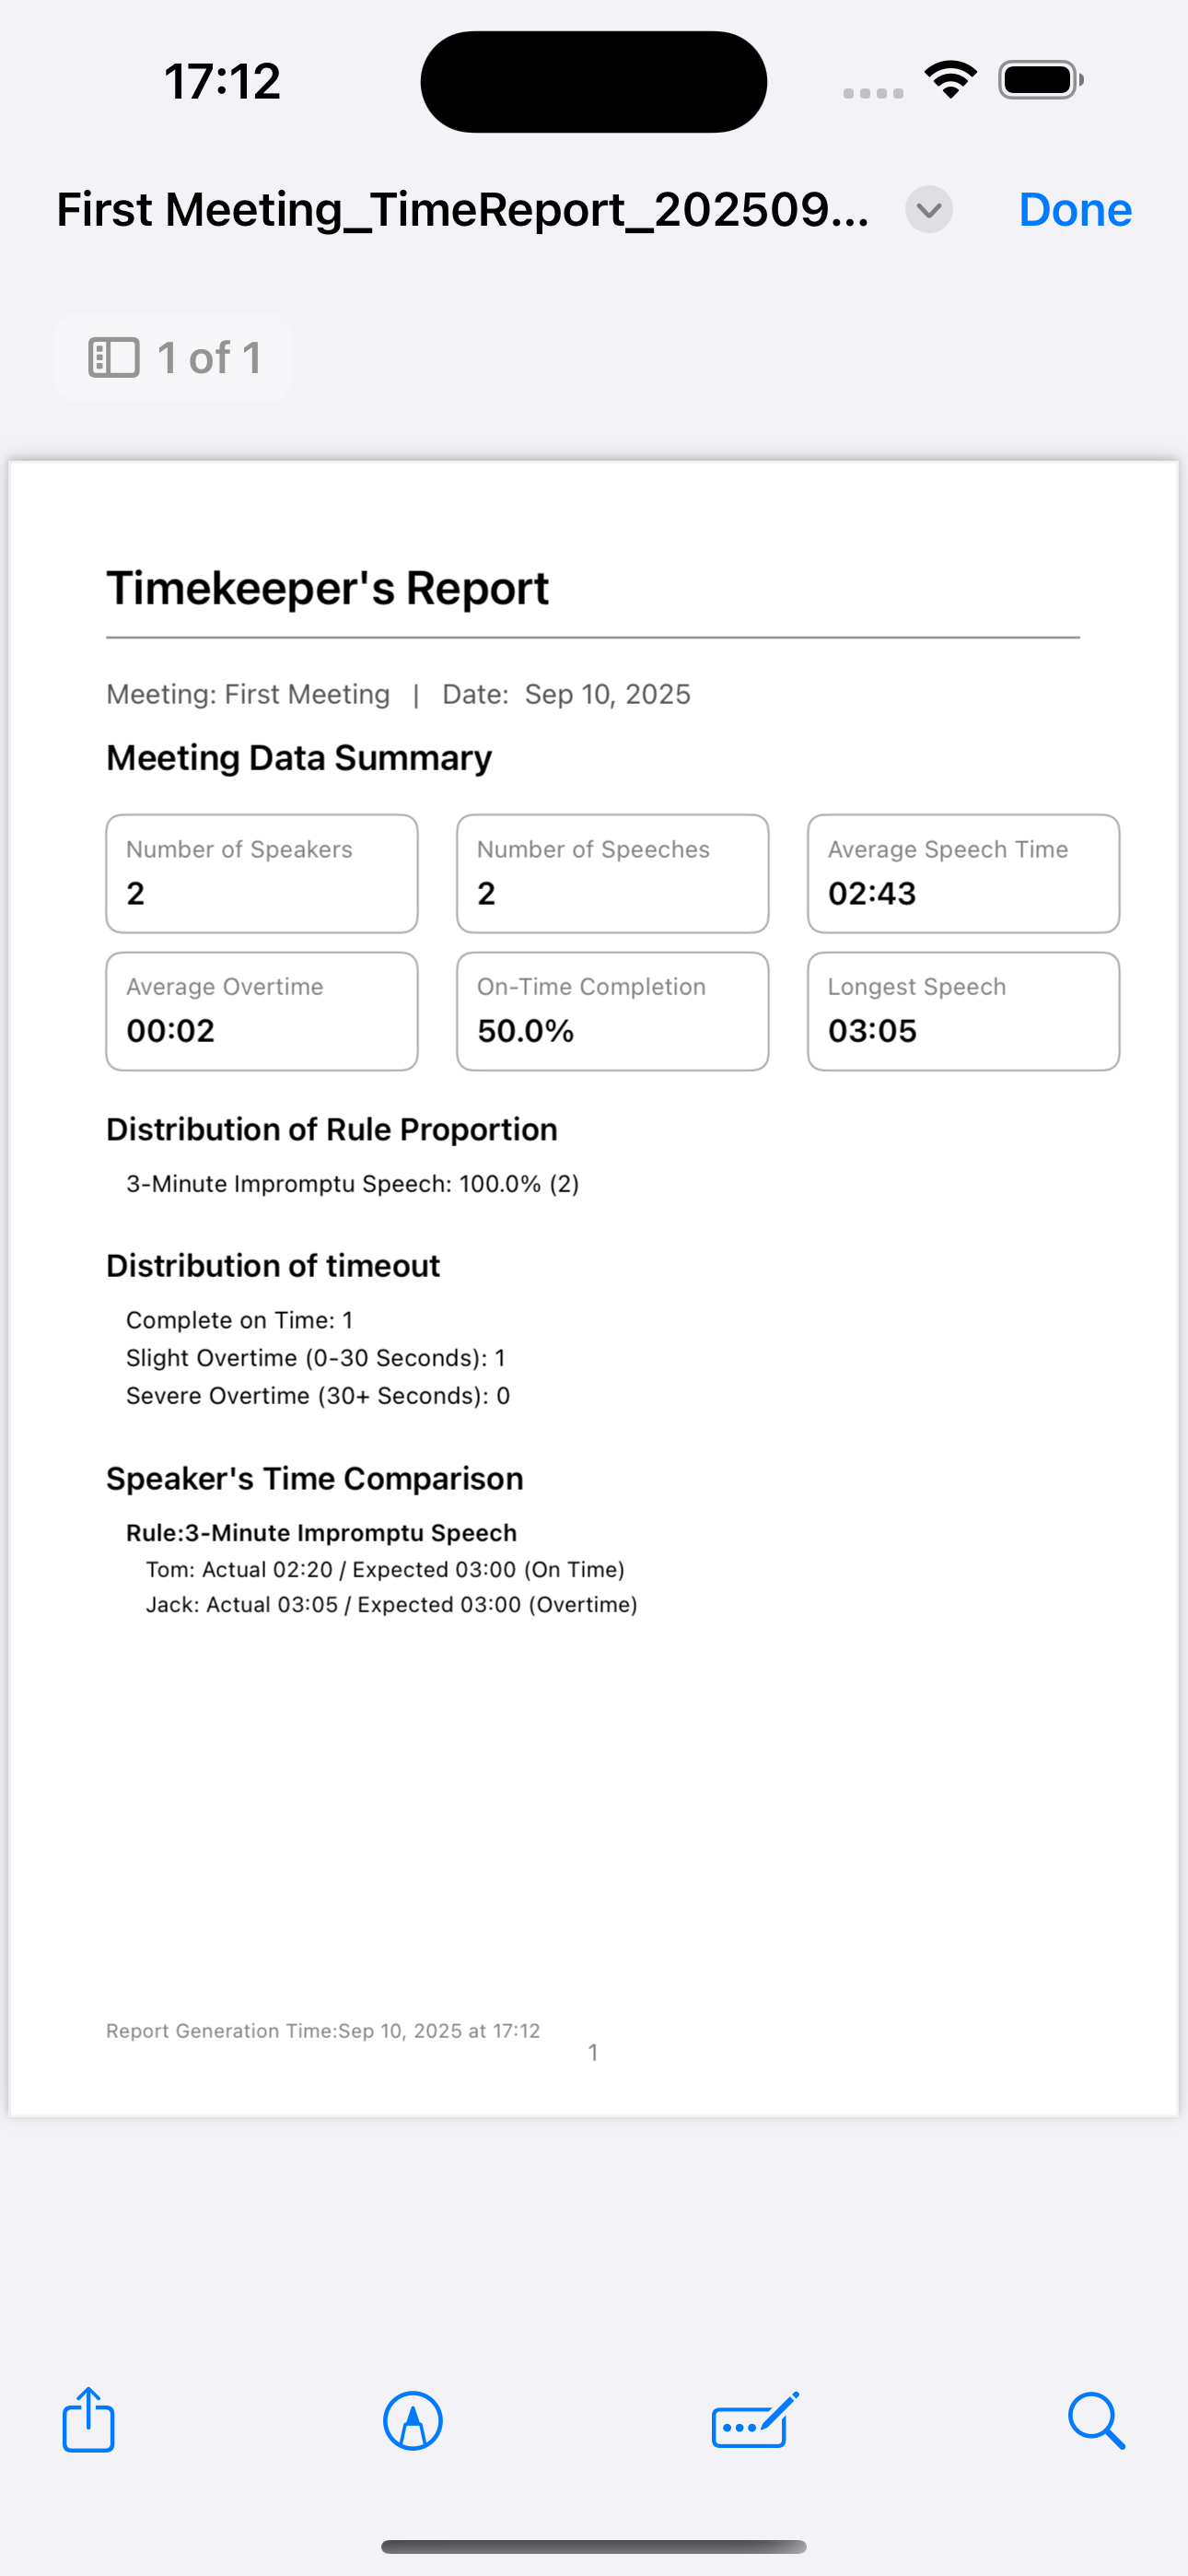 17:12
First Meeting_TimeReport_202509...
Done
1 of 1
Timekeeper's Report
Meeting: First Meeting | Date: Sep 10, 2025
Meeting Data Summary
Number of Speakers
2
Number of Speeches
2
Average Speech Time
02:43
Average Overtime
00:02
On-Time Completion
50.0%
Longest Speech
03:05
Distribution of Rule Proportion
3-Minute Impromptu Speech: 100.0% (2)
Distribution of timeout
Complete on Time: 1
Slight Overtime (0-30 Seconds): 1
Severe Overtime (30+ Seconds): 0
Speaker's Time Comparison
Rule:3-Minute Impromptu Speech
Tom: Actual 02:20 / Expected 03:00 (On Time)
Jack: Actual 03:05 / Expected 03:00 (Overtime)
Report Generation Time:Sep 10, 2025 at 17:12
1